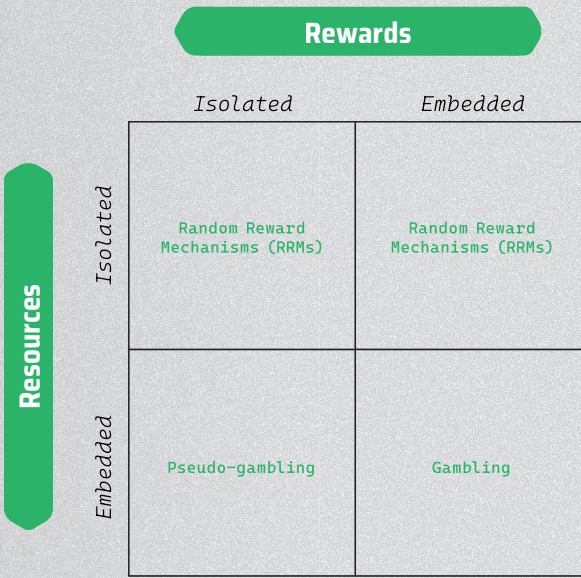 Rewards
Isolated Embedded
Resources
Isolated
Random Reward
Mechanisms (RRMs)
Random Reward
Mechanisms (RRMs)
Embedded
Pseudo-gambling
Gambling